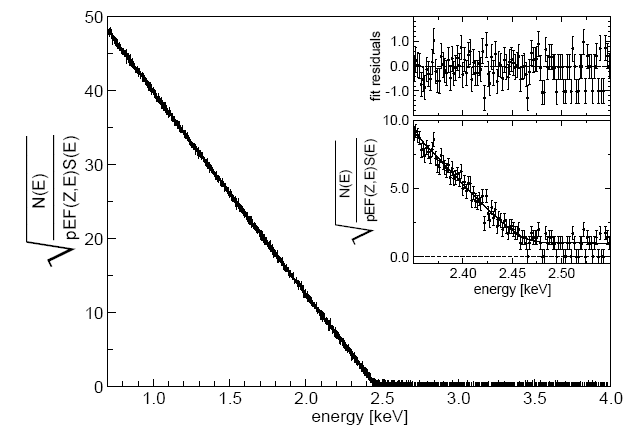 50
40
30
20
10
0
N(E)
pEF(Z,E)S(E)
1.0 1.5 2.0 2.5 3.0 3.5 4.0
energy [keV]
fit residuals
1.0
0.0
-1.0
10.0
5.0
0.0
N(E)
pEF(Z,E)S(E)
2.40 2.45 2.50
energy [keV]